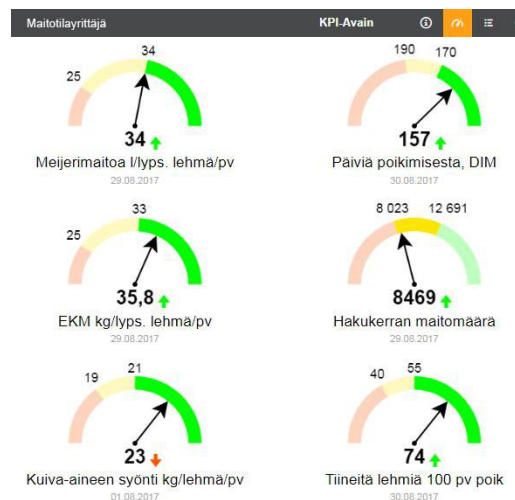 Maitotilayrittäjä KPI-Avain
34
25
34
Meijerimaitoa l/lyps. lehmä/pv
29.08.2017
190 170
157
Päiviä poikimisesta, DIM
30.08.2017
33
25
35,8
EKM kg/lyps. lehmä/pv
29.08.2017
8 023 12 691
8469
Hakukerran maitomäärä
29.08.2017
21
19
23
Kuiva-aineen syönti kg/lehmä/pv
01.08.2017
55
40
74
Tiineitä lehmiä 100 pv poik
30.08.2017